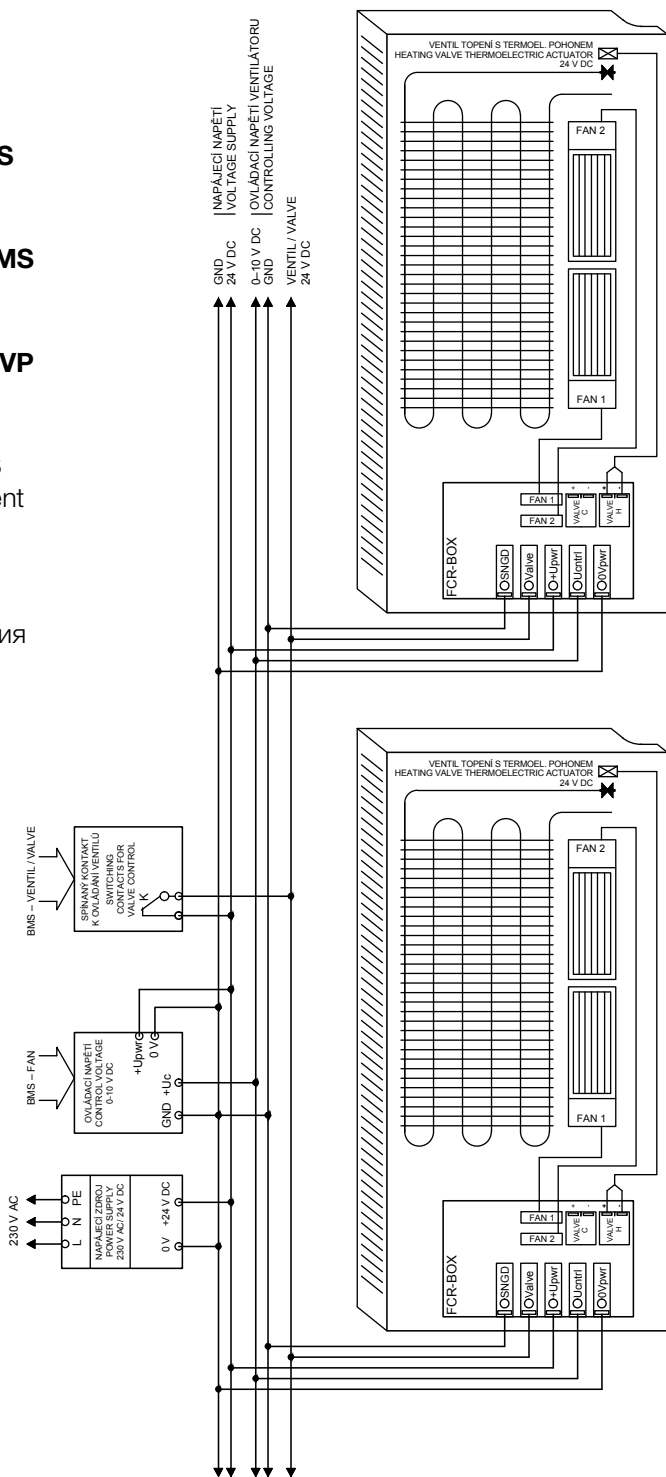 S
MS
VP
ent
ия
NAPÁJECÍ NAPĚTÍ
VOLTAGE SUPPLY
OVLÁDACÍ NAPĚTÍ VENTILÁTORU
CONTROLLING VOLTAGE
GND
24 V DC
0–10 V DC
GND
VENTIL / VALVE
24 V DC
VENTIL TOPENÍ S TERMOEL. POHONEM
HEATING VALVE THERMOELECTRIC ACTUATOR
24 V DC
FAN 2
FAN 1
FAN 1
FAN 2
VALVE
C
+
-
VALVE
H
+
-
FCR-BOX
SNGD
Valve
+Upwr
Ucntrl
0Vpwr
BMS – VENTIL / VALVE
SPÍNANÝ KONTAKT
K OVLÁDÁNÍ VENTILŮ
SWITCHING
CONTACTS FOR
VALVE CONTROL
K
BMS – FAN
OVLÁDACÍ NAPĚTÍ
CONTROL VOLTAGE
0-10 V DC
+Upwr
0 V
GND
+Uc
230 V AC
L
N
PE
NAPÁJECÍ ZDROJ
POWER SUPPLY
230 V AC/ 24 V DC
0 V
+24 V DC
VENTIL TOPENÍ S TERMOEL. POHONEM
HEATING VALVE THERMOELECTRIC ACTUATOR
24 V DC
FAN 2
FAN 1
FAN 1
FAN 2
VALVE
C
+
-
VALVE
H
+
-
FCR-BOX
SNGD
Valve
+Upwr
Ucntrl
0Vpwr